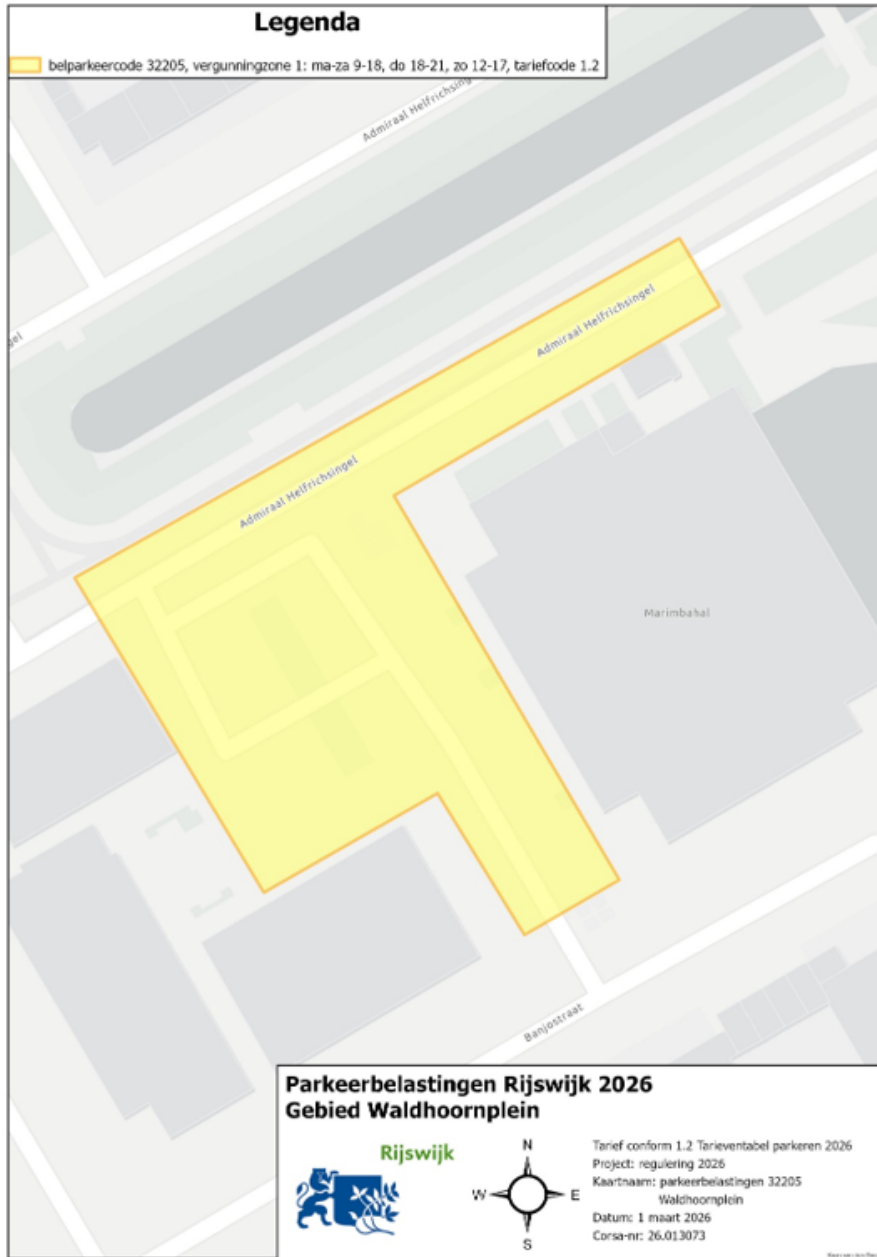 Legenda
belparkeercode 32205, vergunningzone 1: ma-za 9-18, do 18-21, zo 12-17, tariefcode 1.2
Admiraal Helfrichsingel
Admiraal Helfrichsingel
Admiraal Helfrichsingel
Marimbahal
Banjostraat
Parkeerbelastingen Rijswijk 2026
Gebied Waldhoornplein
Rijswijk
N
W
E
S
Tarief conform 1.2 Tarieventabel parkeren 2026
Project: regulering 2026
Kaartnaam: parkeerbelastingen 32205
Waldhoornplein
Datum: 1 maart 2026
Corsa-nr: 26.013073